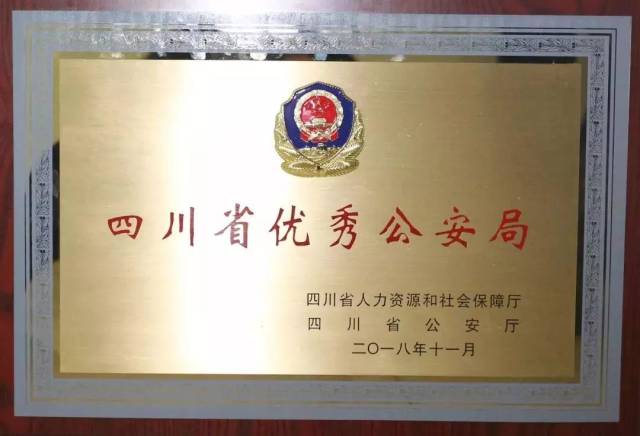 四川省优秀公安局
四川省人力资源和社会保障厅
四川省公安厅
二〇一八年十一月